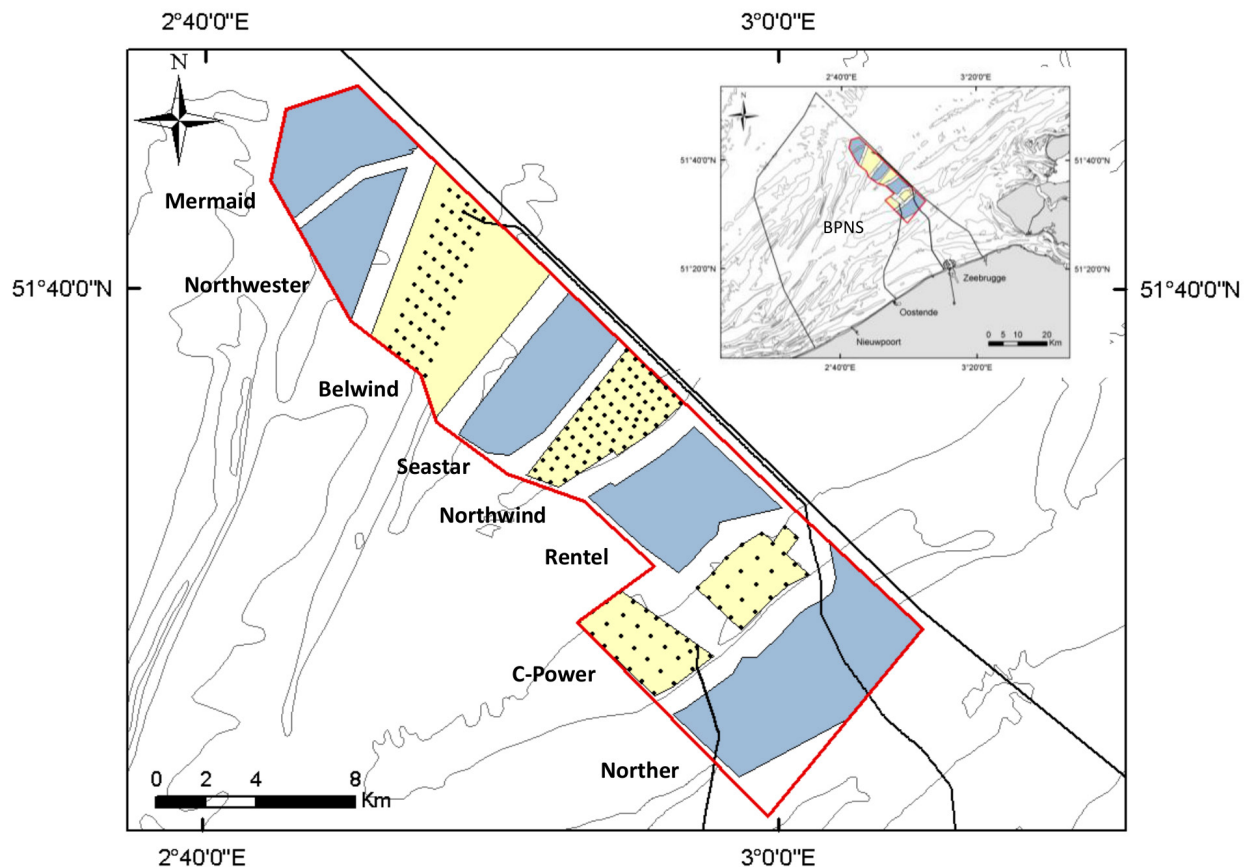 2°40'0"E 3°0'0"E
N
2°40'0"E 3°20'0"E
N
51°40'0"N 51°40'0"N
Mermaid
BPNS
Northwester
51°40'0"N 51°40'0"N
51°20'0"N 51°20'0"N
Zeebrugge
Oostende
Nieuwpoort
0 5 10 20
Km
2°40'0"E 3°20'0"E
Belwind
Seastar
Northwind
Rentel
C-Power
Norther
0 2 4 8
Km
2°40'0"E 3°0'0"E